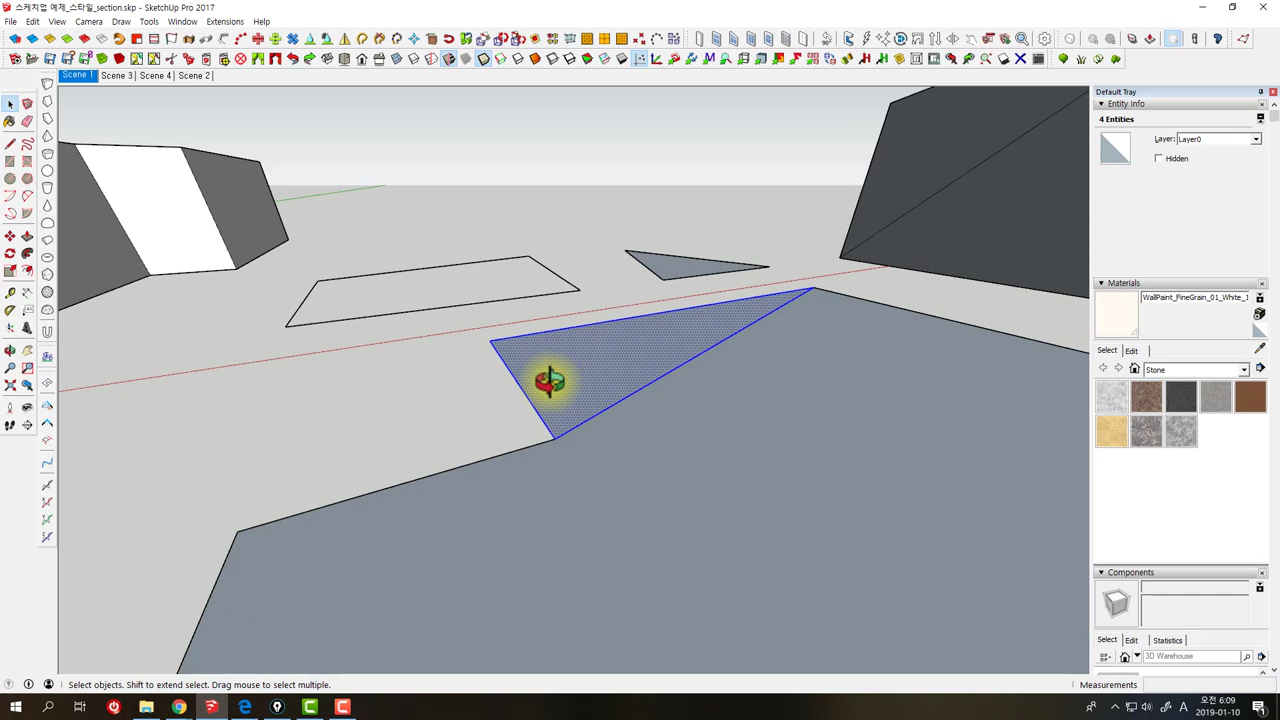 스케치업 예제_스타일_section.skp - SketchUp Pro 2017
File Edit View Camera Draw Tools Window Extensions Help
Scene 1 Scene 3 Scene 4 Scene 2
Default Tray
Entity Info
4 Entities
Layer: Layer0
Hidden
Materials
WallPaint_FineGrain_01_White_1
Select Edit
Stone
Components
Select Edit Statistics
3D Warehouse
Select objects. Shift to extend select. Drag mouse to select multiple.
Measurements
A
오전 6:09
2019-01-10